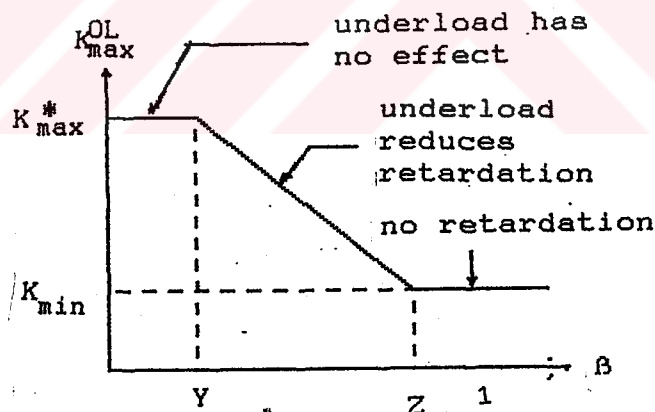 underload has
no effect
K^OL_max
K^*_max
underload
reduces
retardation
no retardation
K_min
β
Y
Z
1